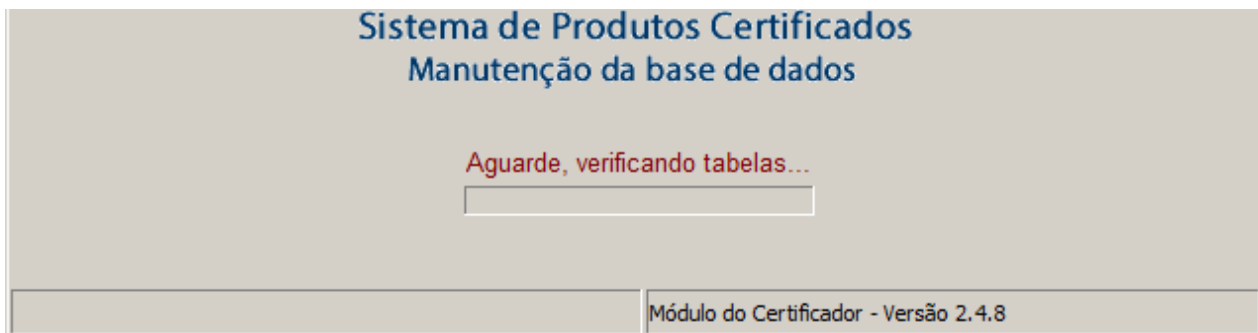 Sistema de Produtos Certificados
Manutenção da base de dados
Aguarde, verificando tabelas...
Módulo do Certificador - Versão 2.4.8